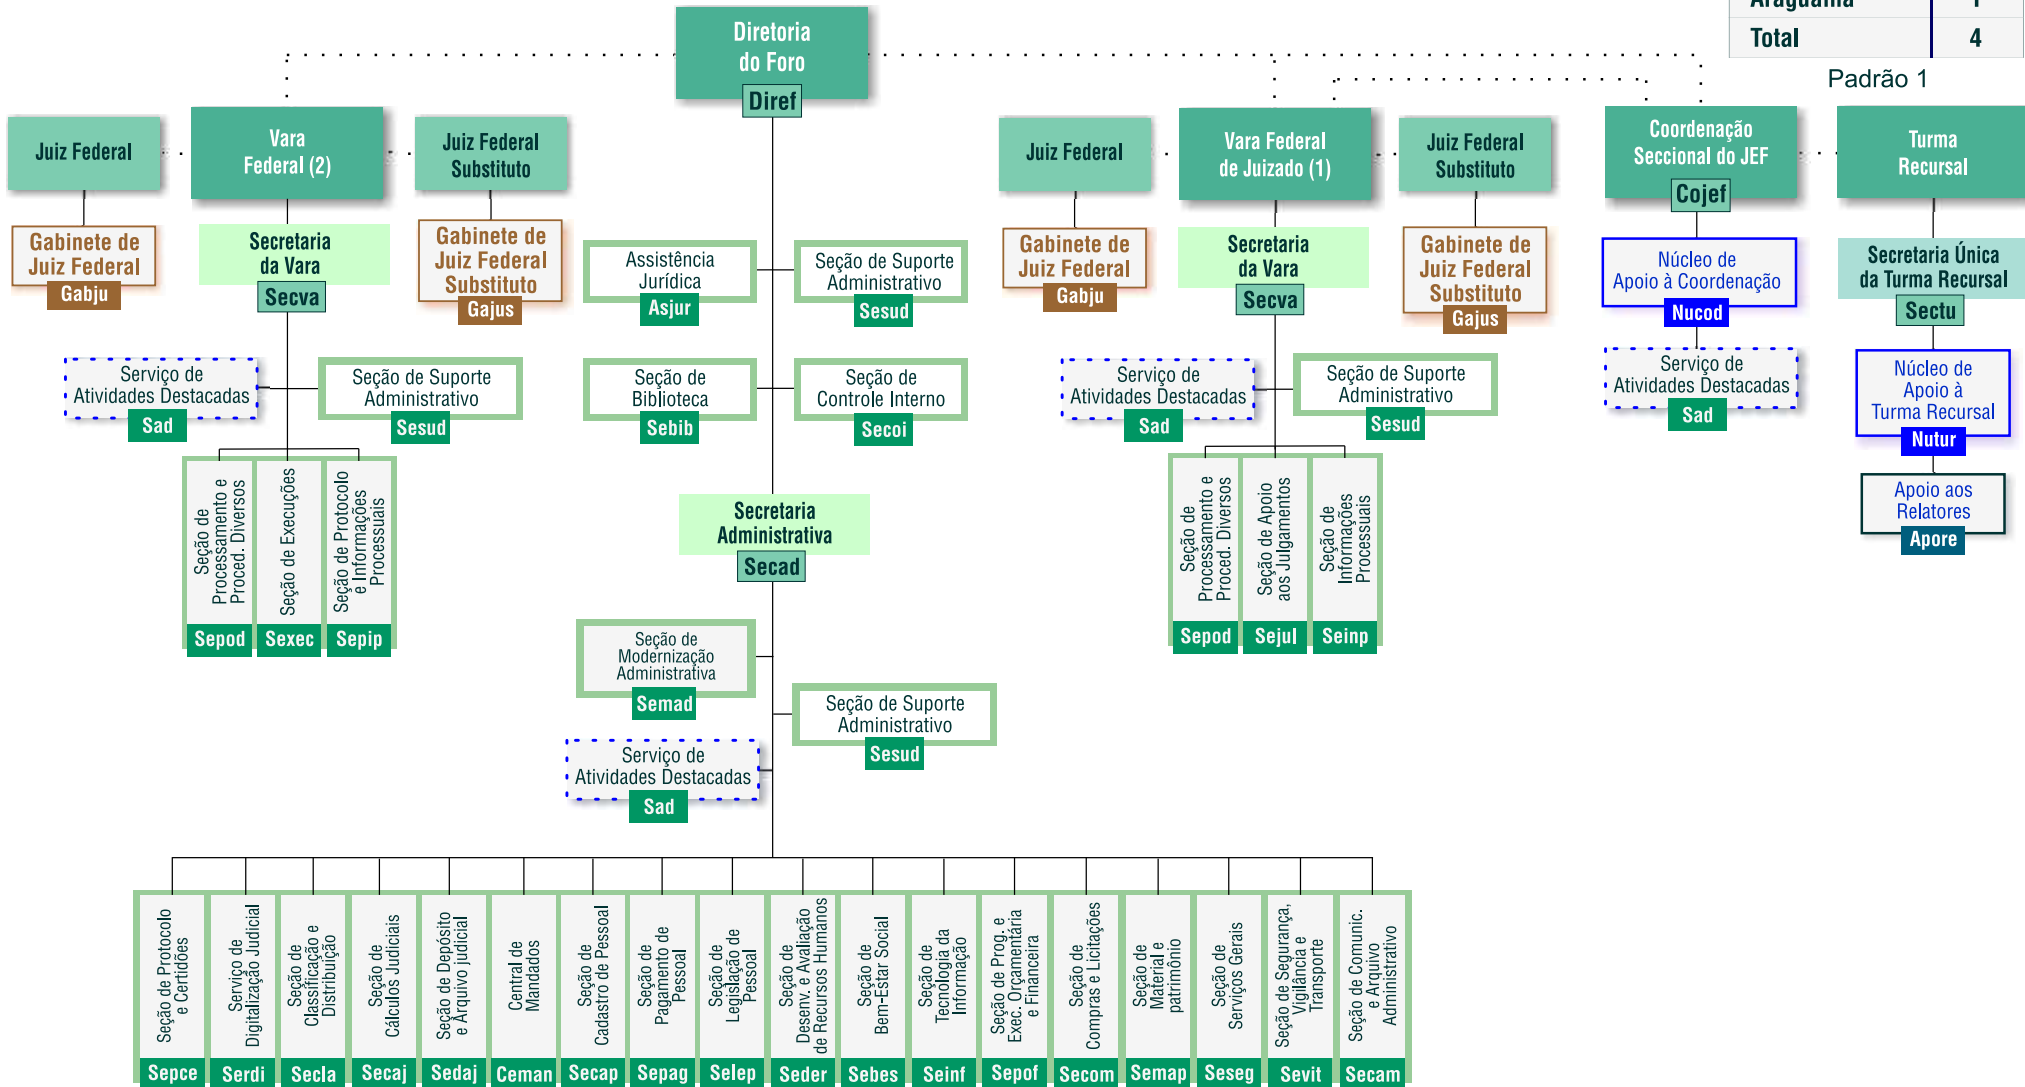 Araguaína 1
Total 4
Padrão 1
Diretoria
do Foro
Diref
Juiz Federal
Gabinete de
Juiz Federal
Gabju
Vara
Federal (2)
Secretaria
da Vara
Secva
Juiz Federal
Substituto
Gabinete de
Juiz Federal
Substituto
Gajus
Serviço de
Atividades Destacadas
Sad
Seção de Suporte
Administrativo
Sesud
Seção de
Processamento e
Proced. Diversos
Sepod
Seção de Execuções
Sexec
Seção de Protocolo
e Informações
Processuais
Sepip
Assistência
Jurídica
Asjur
Seção de Suporte
Administrativo
Sesud
Seção de
Biblioteca
Sebib
Seção de
Controle Interno
Secoi
Secretaria
Administrativa
Secad
Seção de
Modernização
Administrativa
Semad
Seção de Suporte
Administrativo
Sesud
Serviço de
Atividades Destacadas
Sad
Juiz Federal
Gabinete de
Juiz Federal
Gabju
Vara Federal
de Juizado (1)
Secretaria
da Vara
Secva
Juiz Federal
Substituto
Gabinete de
Juiz Federal
Substituto
Gajus
Serviço de
Atividades Destacadas
Sad
Seção de Suporte
Administrativo
Sesud
Seção de
Processamento e
Proced. Diversos
Sepod
Seção de Apoio
aos Julgamentos
Sejul
Seção de
Informações
Processuais
Seinp
Coordenação
Seccional do JEF
Cojef
Núcleo de
Apoio à Coordenação
Nucod
Serviço de
Atividades Destacadas
Sad
Turma
Recursal
Secretaria Única
da Turma Recursal
Sectu
Núcleo de
Apoio à
Turma Recursal
Nutur
Apoio aos
Relatores
Apore
Seção de Protocolo
e Certidões
Sepce
Serviço de
Digitalização Judicial
Serdi
Seção de
Classificação e
Distribuição
Secla
Seção de
Cálculos Judiciais
Secaj
Seção de Depósito
e Arquivo judicial
Sedaj
Central de
Mandados
Ceman
Seção de
Cadastro de Pessoal
Secap
Seção de
Pagamento de
Pessoal
Sepag
Seção de
Legislação de
Pessoal
Selep
Seção de
Desenv. e Avaliação
de Recursos Humanos
Seder
Seção de
Bem-Estar Social
Sebes
Seção de
Tecnologia da
Informação
Seinf
Seção de Prog. e
Exec. Orçamentária
e Financeira
Sepof
Seção de
Compras e Licitações
Secom
Seção de
Material e
patrimônio
Semap
Seção de
Serviços Gerais
Seseg
Seção de Segurança,
Vigilância e
Transporte
Sevit
Seção de Comunic.
e Arquivo
Administrativo
Secam